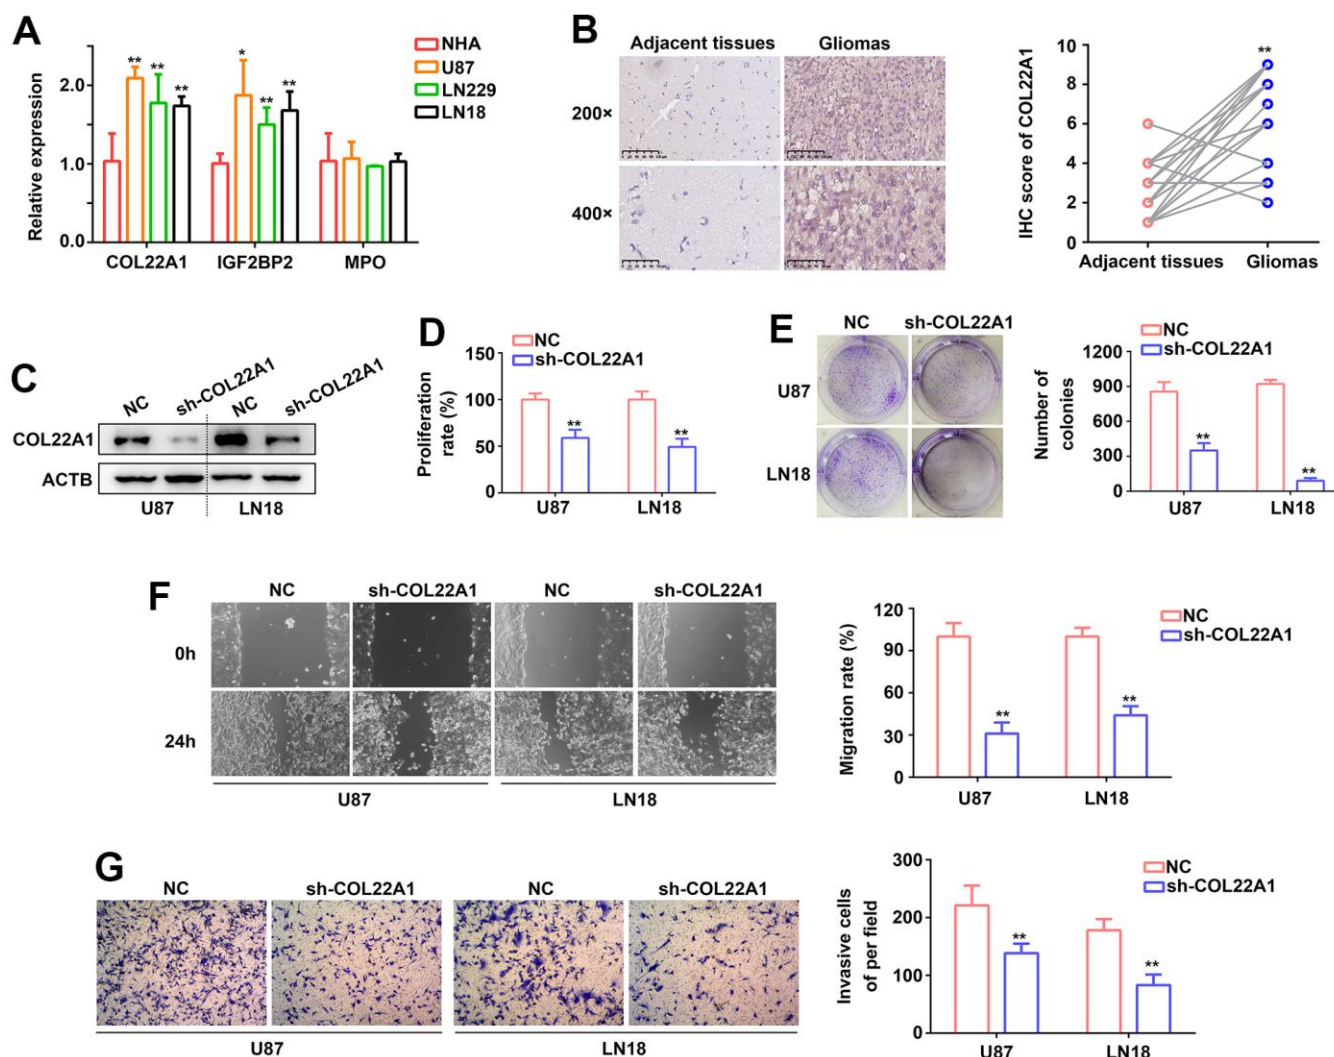 A
Relative expression
2.0
1.0
0.0
** ** **
* ** **
COL22A1 IGF2BP2 MPO
NHA
U87
LN229
LN18
B
Adjacent tissues Gliomas
200×
400×
IHC score of COL22A1
10
8
6
4
2
0
**
Adjacent tissues Gliomas
C
NC sh-COL22A1 NC sh-COL22A1
COL22A1
ACTB
U87 LN18
D
NC
sh-COL22A1
Proliferation
rate (%)
150
100
50
0
** **
U87 LN18
E
NC sh-COL22A1
U87
LN18
NC
sh-COL22A1
Number of
colonies
1200
900
600
300
0
** **
U87 LN18
F
NC sh-COL22A1 NC sh-COL22A1
0h
24h
U87 LN18
Migration rate (%)
120
90
60
30
0
NC
sh-COL22A1
** **
U87 LN18
G
NC sh-COL22A1 NC sh-COL22A1
U87 LN18
Invasive cells
of per field
300
200
100
0
NC
sh-COL22A1
** **
U87 LN18